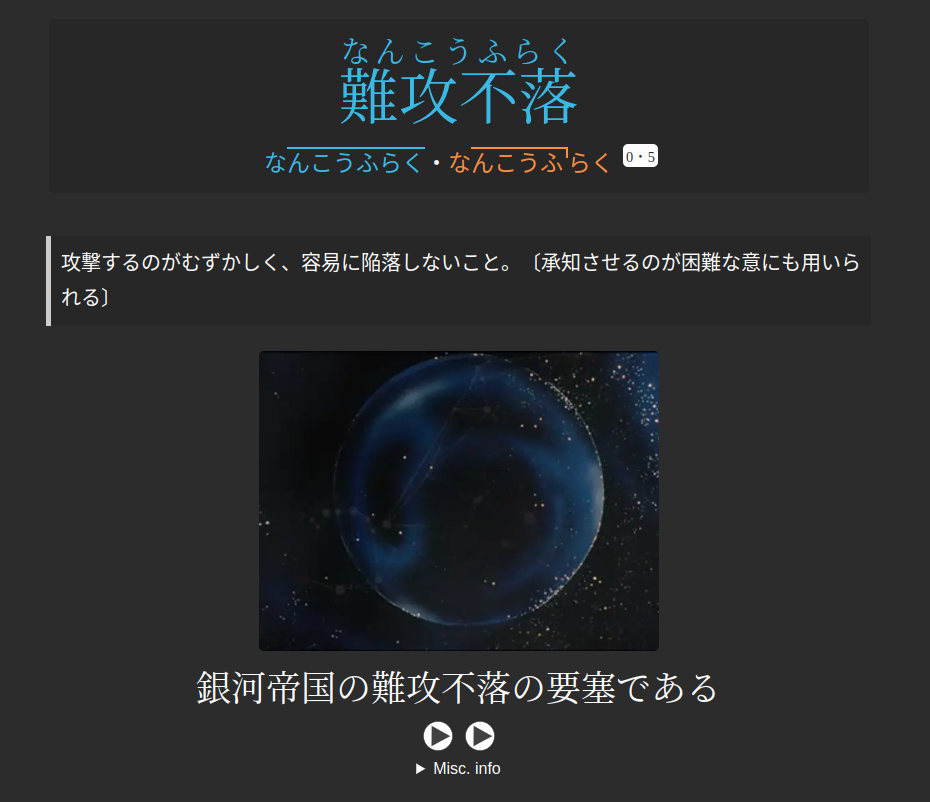 なんこうふらく
難攻不落
なんこうふらく・なんこうふらく 0・5
攻撃するのがむずかしく、容易に陥落しないこと。〔承知させるのが困難な意にも用いら
れる〕
銀河帝国の難攻不落の要塞である
Misc. info